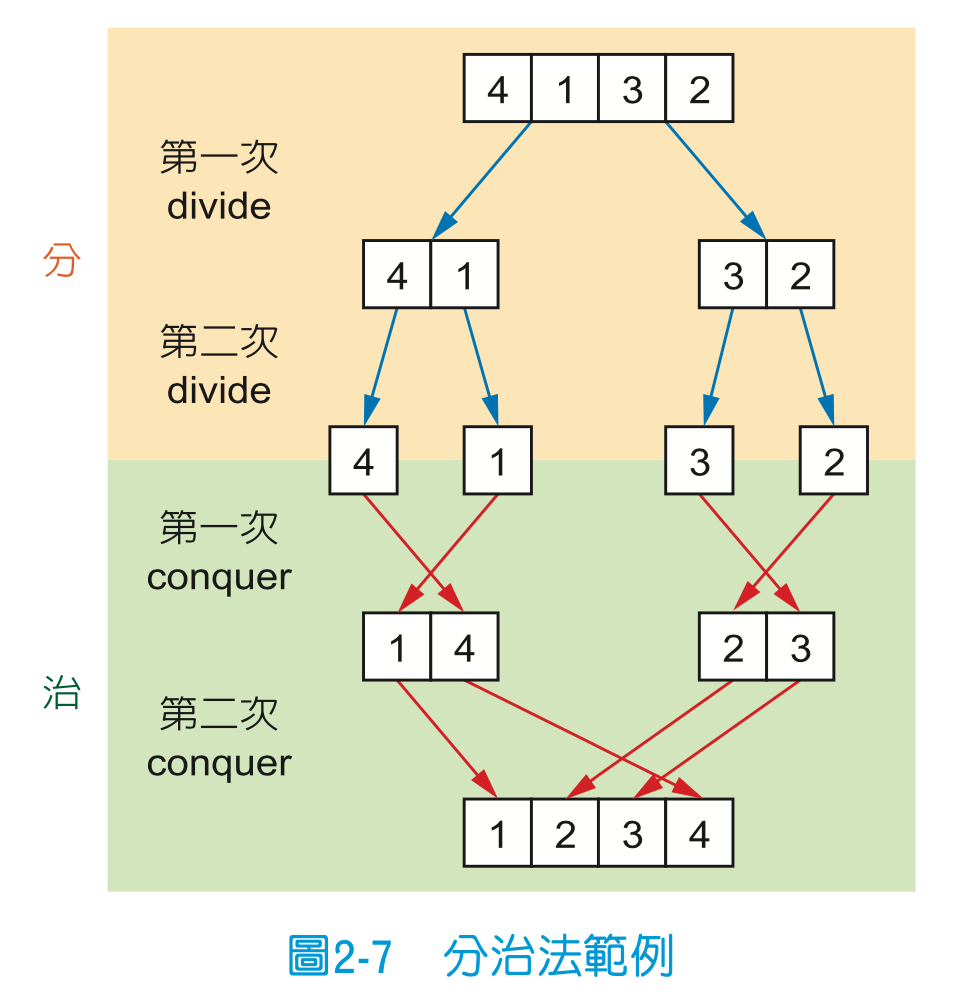 4 1 3 2
第一次
divide
分
4 1
3 2
第二次
divide
4
1
3
2
第一次
conquer
1 4
2 3
治
第二次
conquer
1 2 3 4
圖2-7 分治法範例